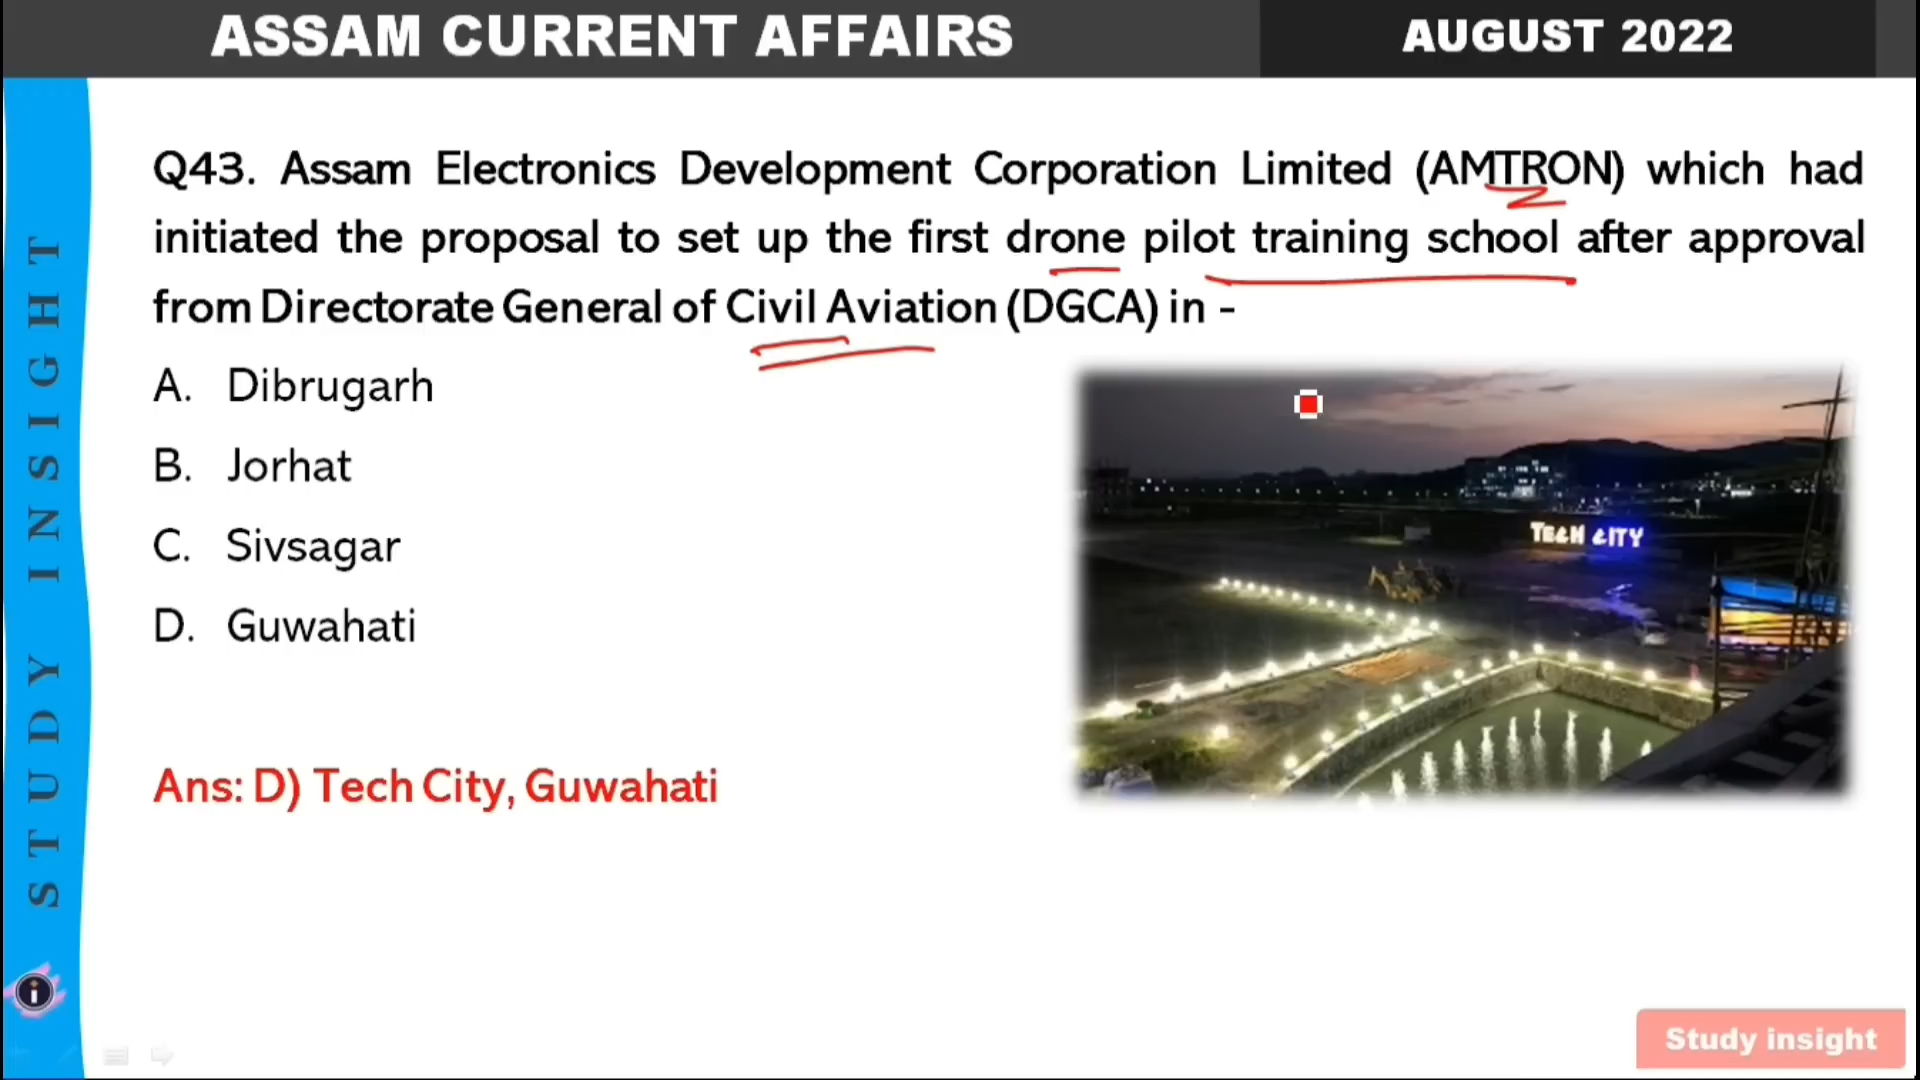 ASSAM CURRENT AFFAIRS
AUGUST 2022
Q43. Assam Electronics Development Corporation Limited (AMTRON) which had
initiated the proposal to set up the first drone pilot training school after approval
from Directorate General of Civil Aviation (DGCA) in -
A. Dibrugarh
B. Jorhat
C. Sivsagar
D. Guwahati
TECH CITY
Ans: D) Tech City, Guwahati
STUDY INSIGHT
i
Study insight